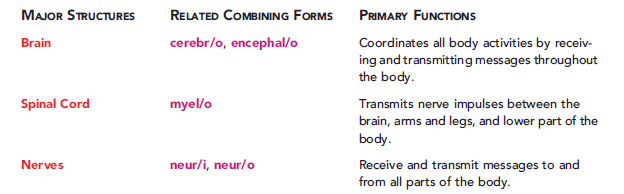 MAJOR STRUCTURES RELATED COMBINING FORMS PRIMARY FUNCTIONS
Brain cerebr/o, encephal/o Coordinates all body activities by receiv-
ing and transmitting messages throughout
the body.
Spinal Cord myel/o Transmits nerve impulses between the
brain, arms and legs, and lower part of the
body.
Nerves neur/i, neur/o Receive and transmit messages to and
from all parts of the body.